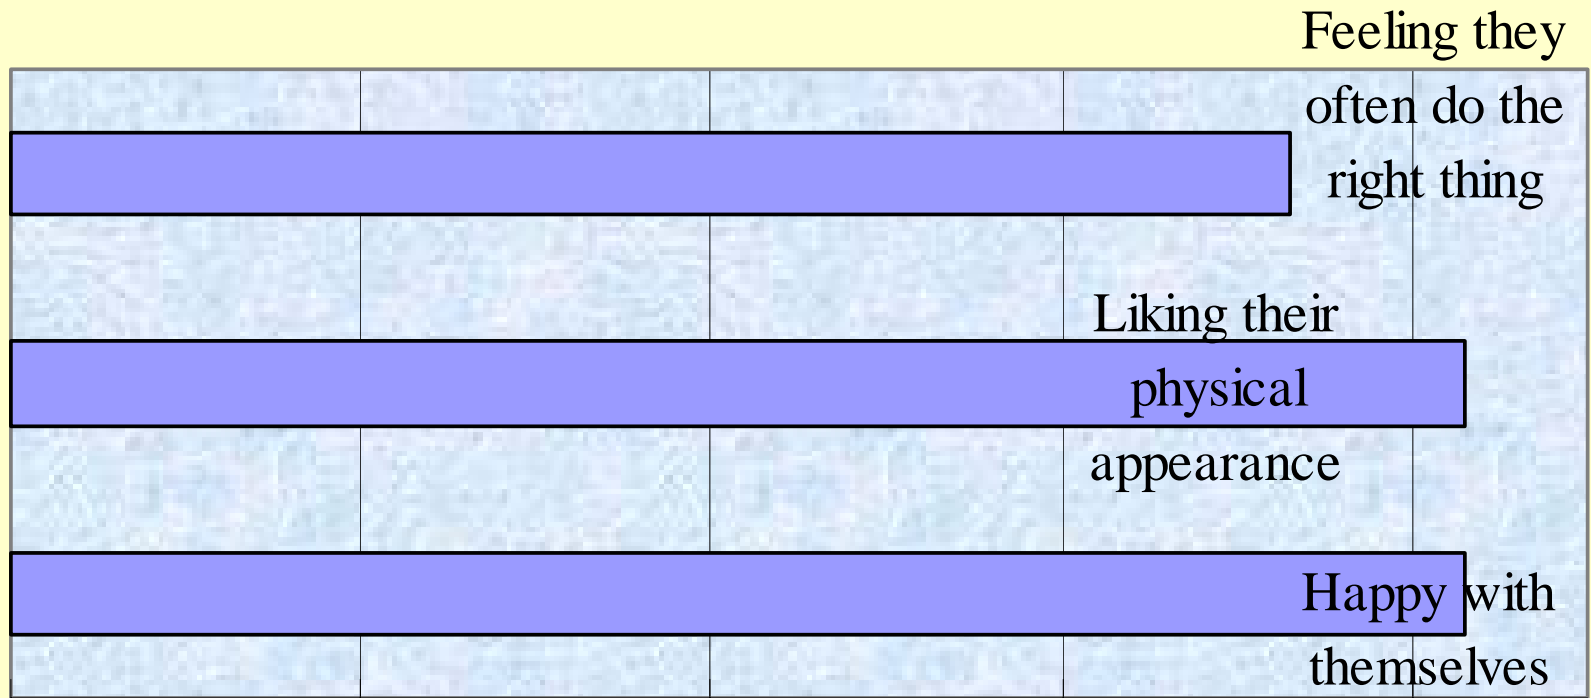 Feeling they
often do the
right thing
Liking their
physical
appearance
Happy with
themselves